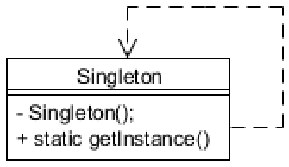 Singleton
- Singleton();
+ static getInstance()